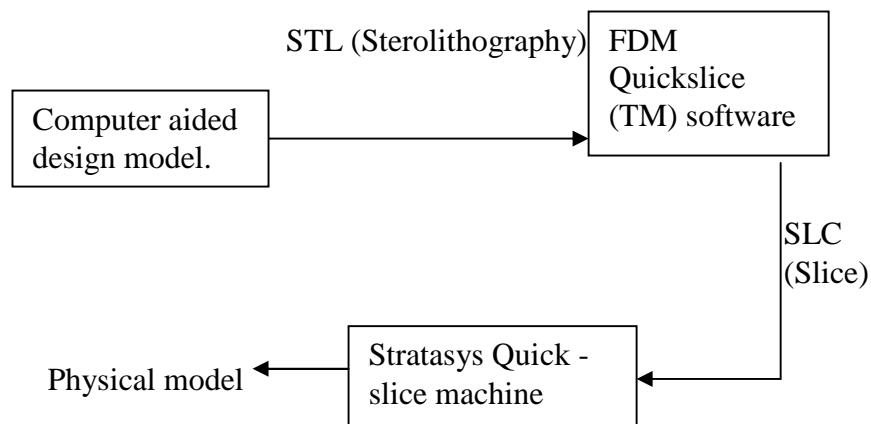 STL (Sterolithography)
FDM
Quickslice
(TM) software
Computer aided
design model.
SLC
(Slice)
Stratasys Quick -
slice machine
Physical model